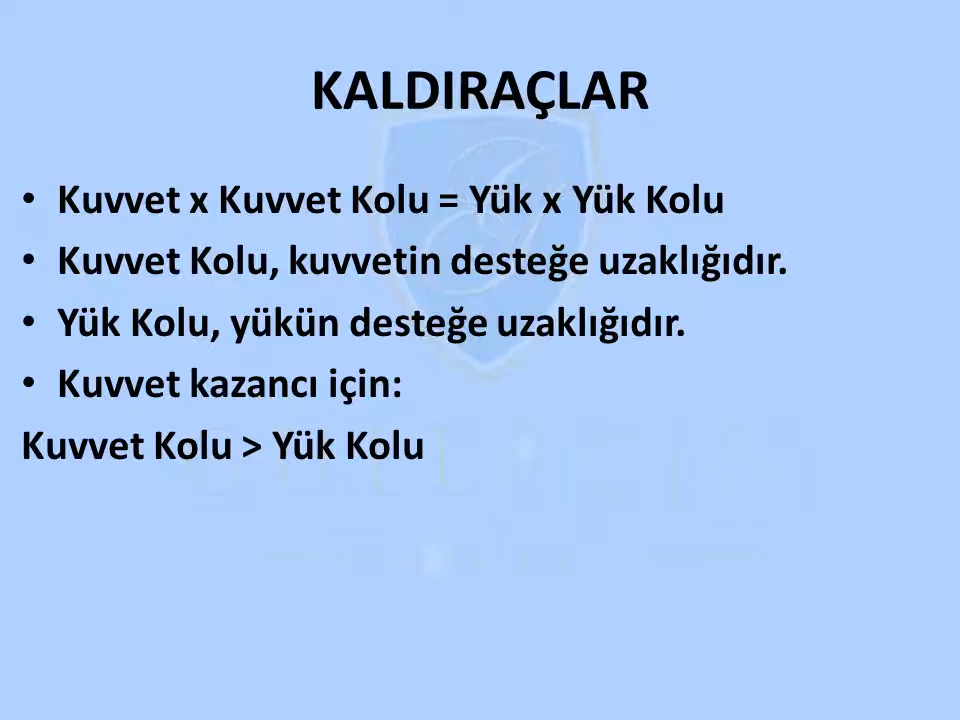 KALDIRAÇLAR
• Kuvvet x Kuvvet Kolu = Yük x Yük Kolu
• Kuvvet Kolu, kuvvetin desteğe uzaklığıdır.
• Yük Kolu, yükün desteğe uzaklığıdır.
• Kuvvet kazancı için:
Kuvvet Kolu > Yük Kolu